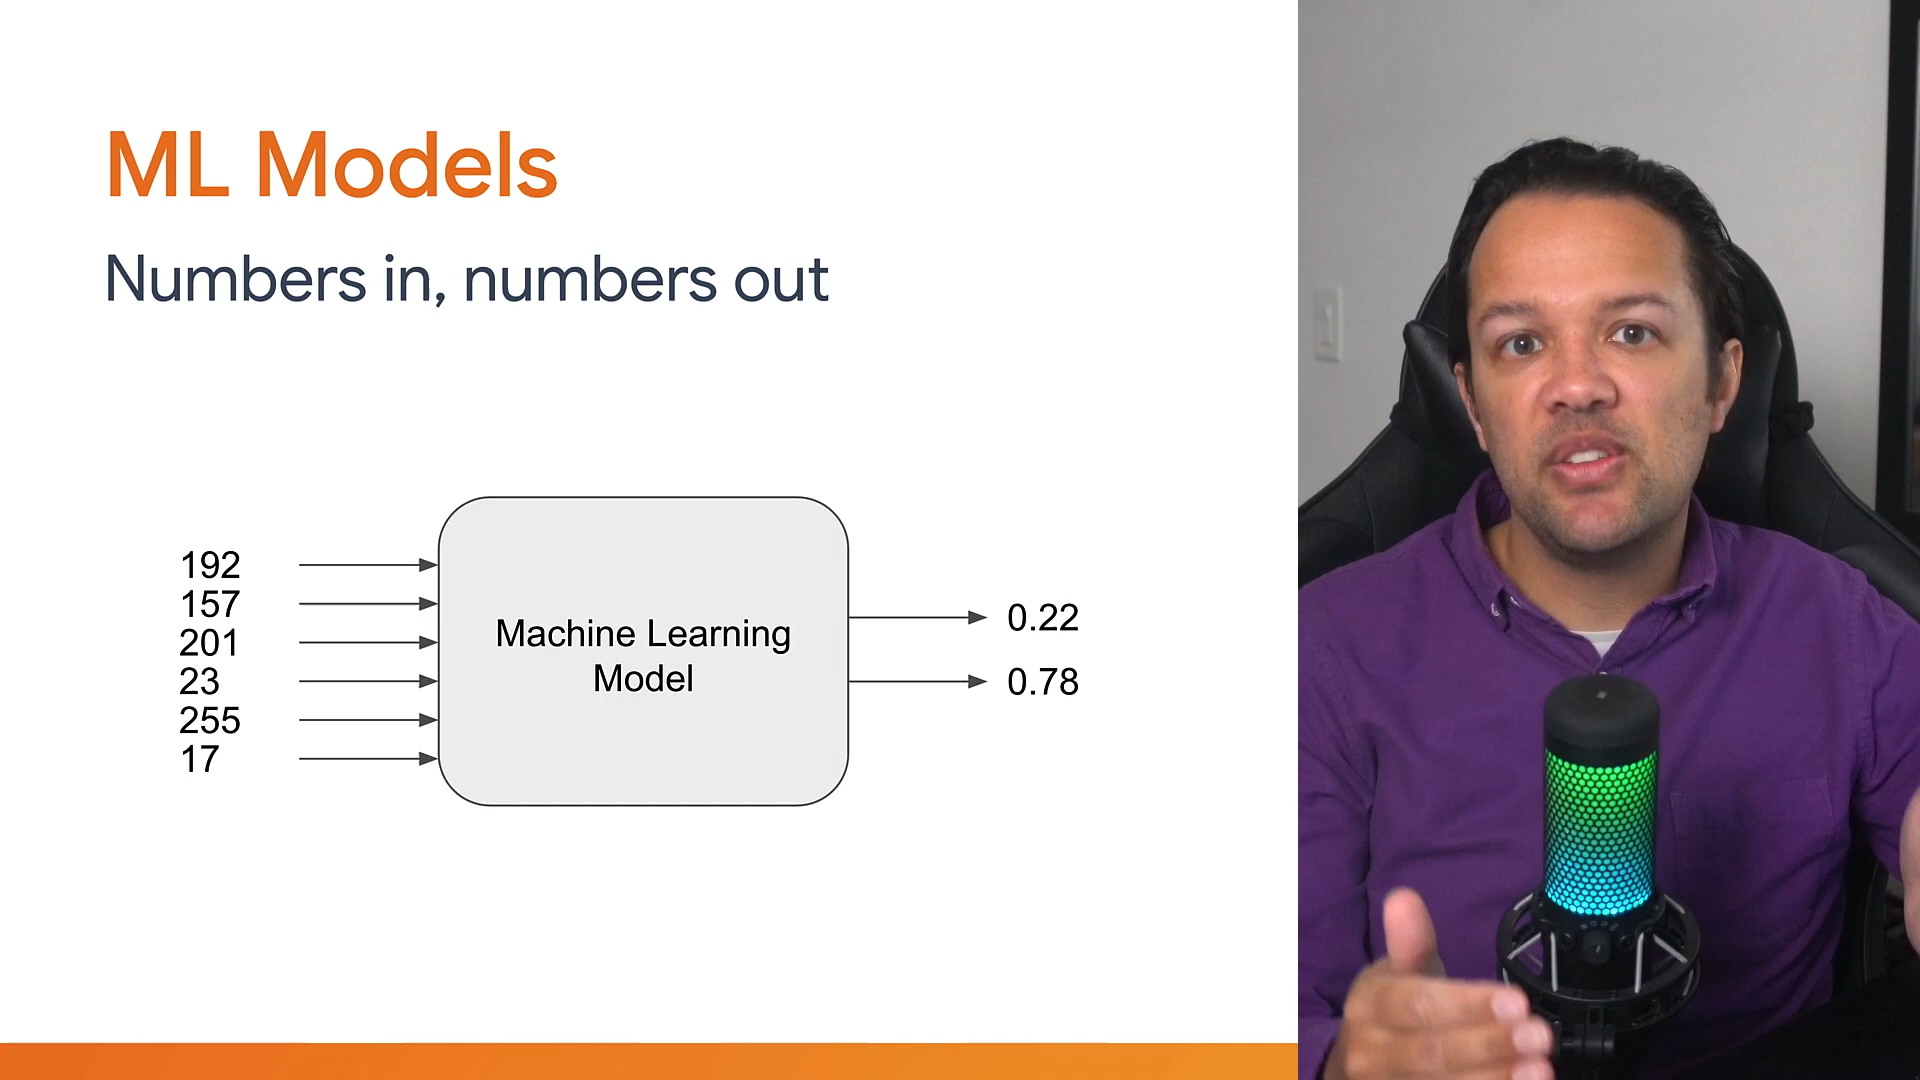 ML Models
Numbers in, numbers out
192
157
201
23
255
17
Machine Learning
Model
0.22
0.78